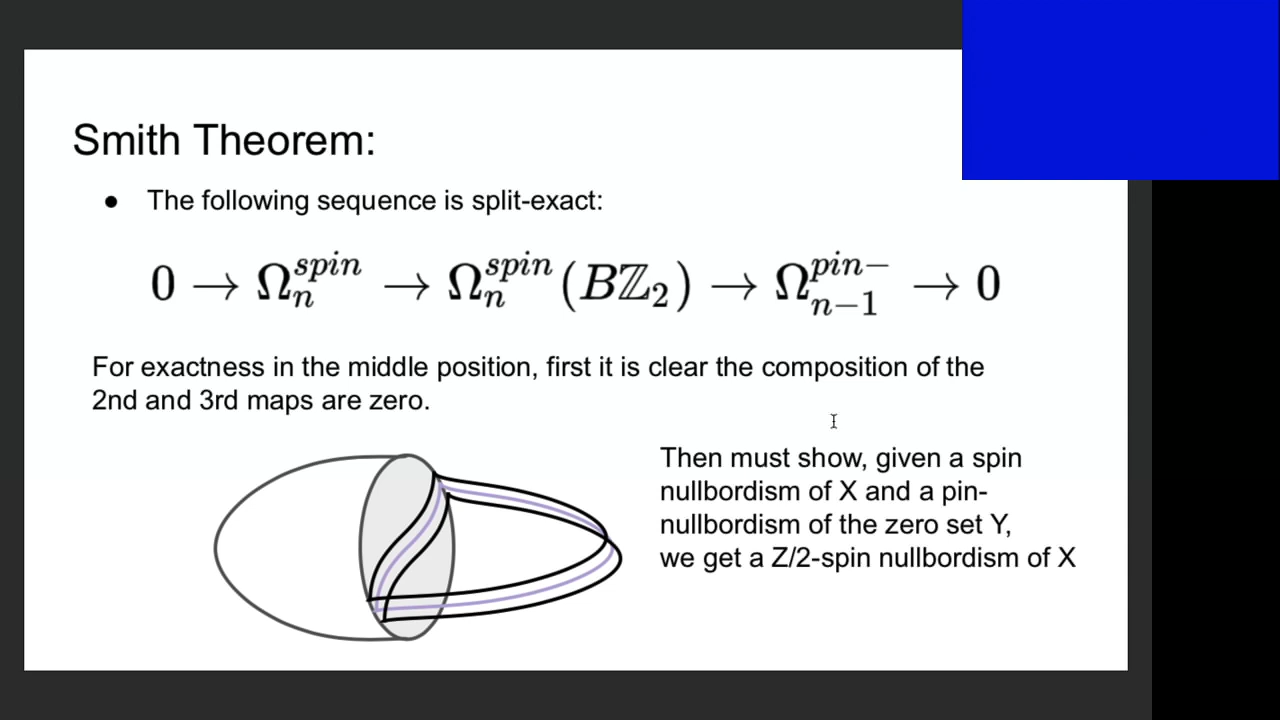 Smith Theorem:
● The following sequence is split-exact:
0 → Ω_n^{spin} → Ω_n^{spin}(Bℤ₂) → Ω_{n−1}^{pin−} → 0
For exactness in the middle position, first it is clear the composition of the
2nd and 3rd maps are zero.
Then must show, given a spin
nullbordism of X and a pin-
nullbordism of the zero set Y,
we get a Z/2-spin nullbordism of X